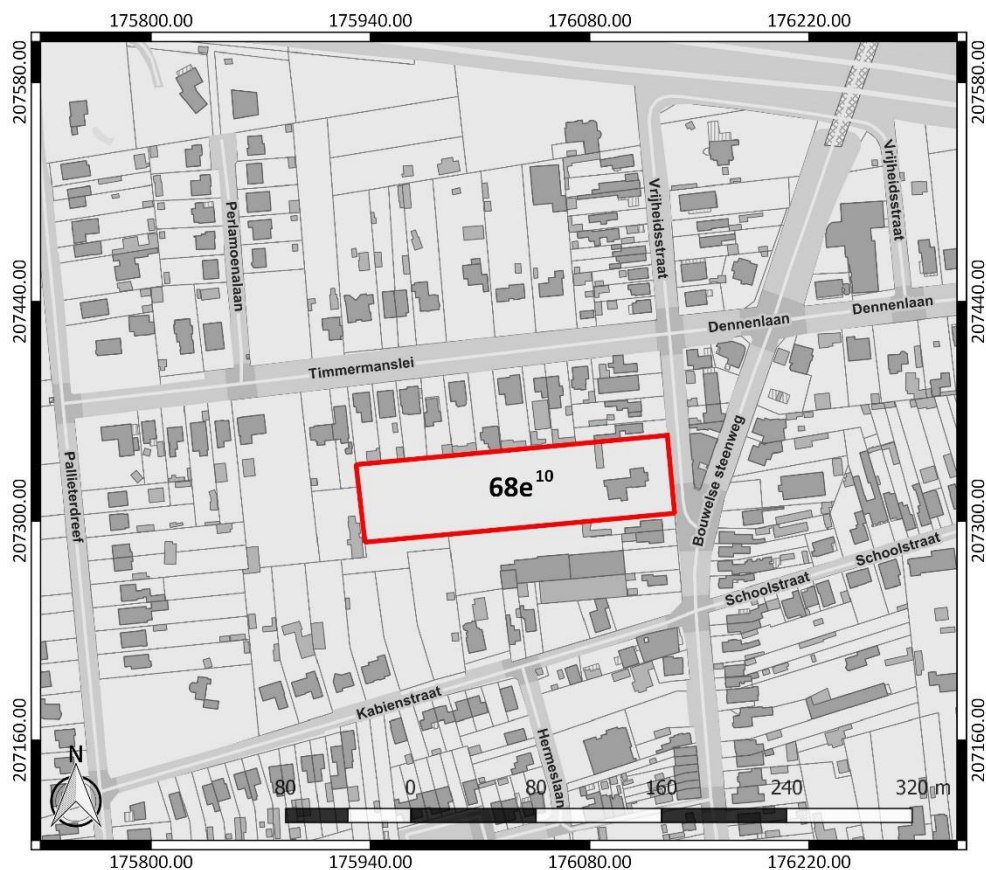 175800.00 175940.00 176080.00 176220.00
207580.00 207580.00
Vrijheidsstraat
Vrijheidsstraat
Perlamoenalaan
207440.00 207440.00
Dennenlaan
Dennenlaan
Timmermanslei
Pallieterdreef
68e10
Bouwelse steenweg
207300.00 207300.00
Schoolstraat
Schoolstraat
Kabienstraat
Hermeslaan
207160.00 207160.00
N
80 0 80 160 240 320 m
175800.00 175940.00 176080.00 176220.00